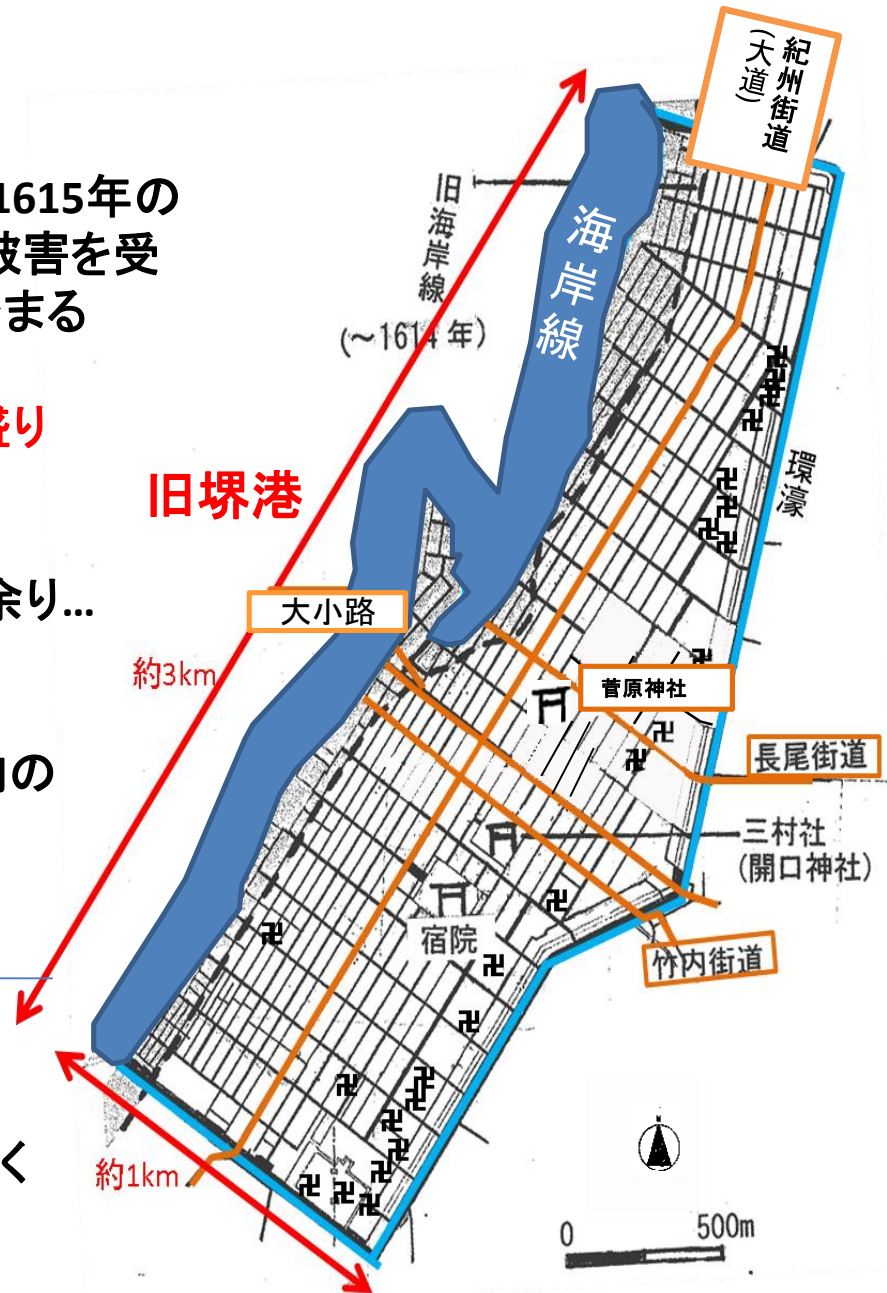 紀州街道
(大道)
1615年の
被害を受
まる
旧海岸線
(～1614年)
海岸線
盛り
旧堺港
環濠
余り…
大小路
約3km
菅原神社
長尾街道
の
三村社
(開口神社)
宿院
竹内街道
く
約1km
0 500m